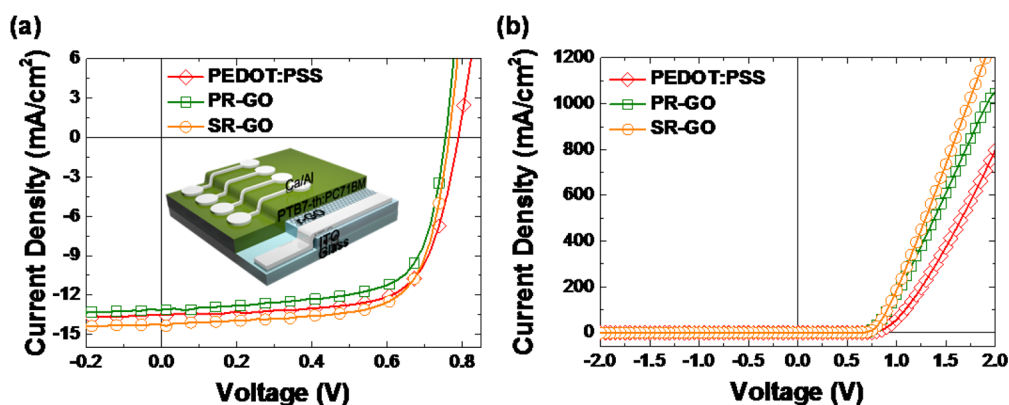 (a)
Current Density (mA/cm²)
6
3
0
-3
-6
-9
-12
-15
PEDOT:PSS
PR-GO
SR-GO
Ca/Al
PTB7-th:PC71BM
ITO
Glass
-0.2
0.0
0.2
0.4
0.6
0.8
Voltage (V)
(b)
Current Density (mA/cm²)
1200
1000
800
600
400
200
0
PEDOT:PSS
PR-GO
SR-GO
-2.0
-1.5
-1.0
-0.5
0.0
0.5
1.0
1.5
2.0
Voltage (V)